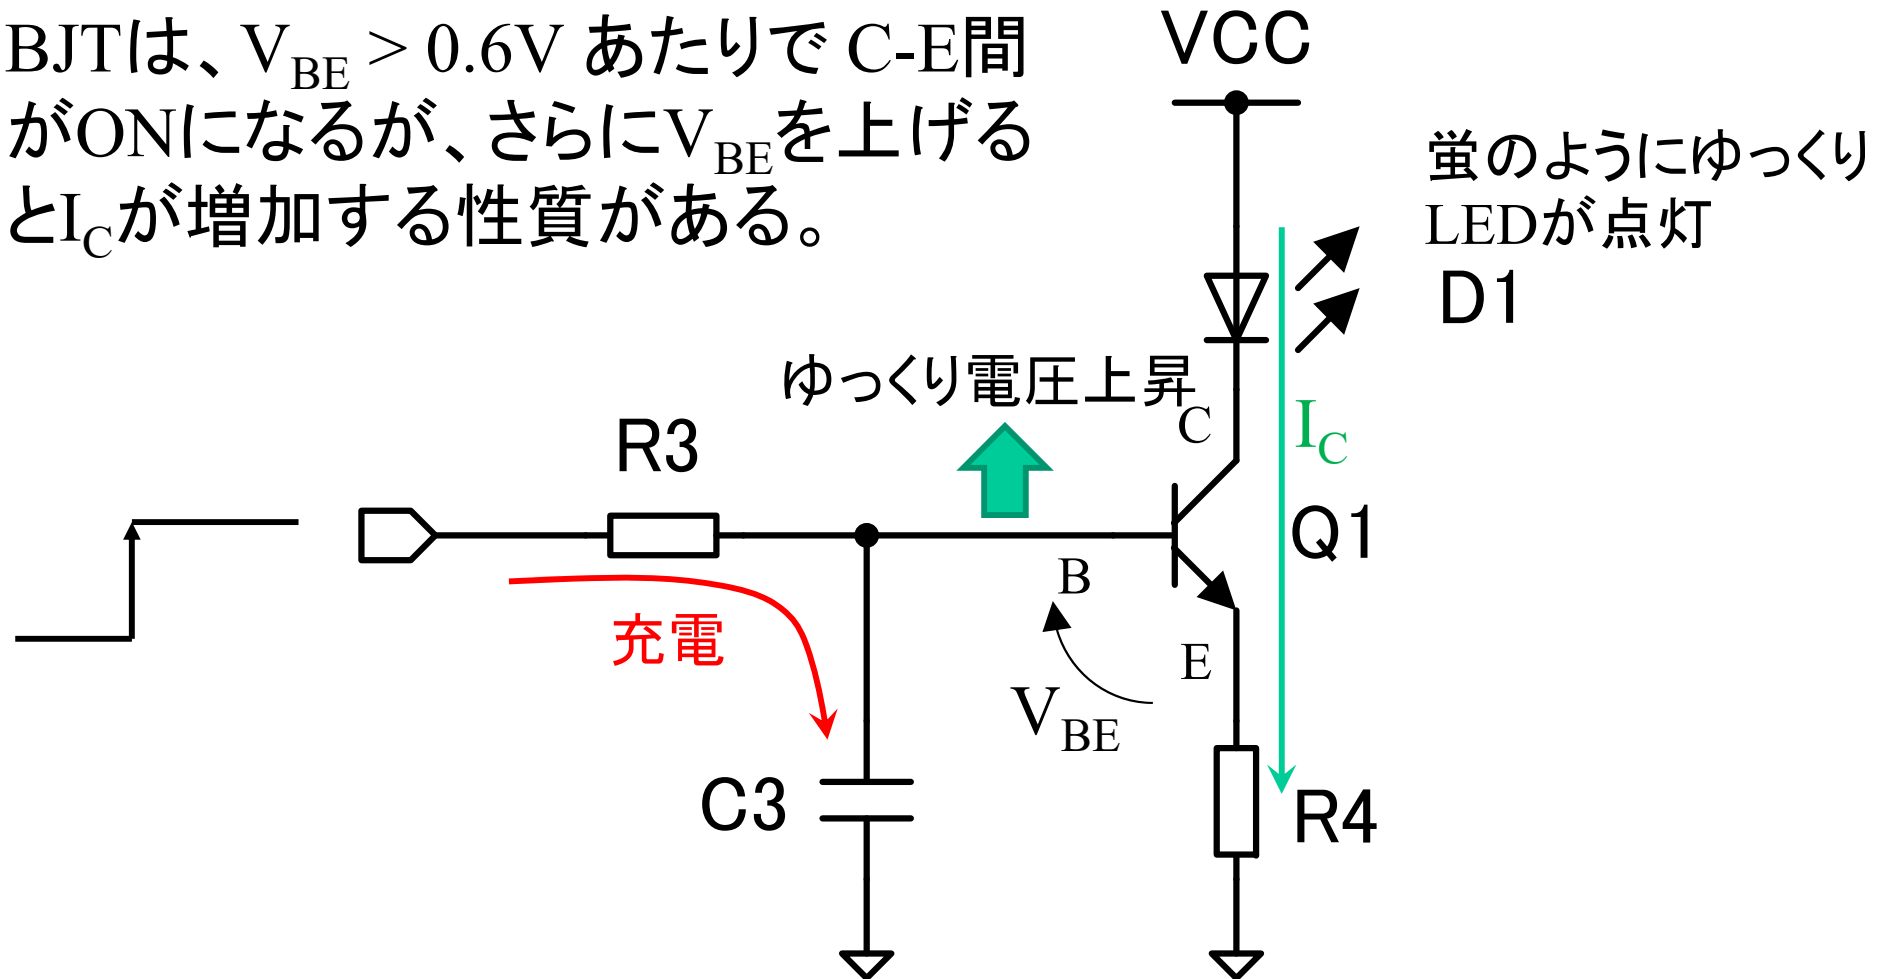 BJTは、VBE > 0.6V あたりで C-E間
がONになるが、さらにVBEを上げる
とICが増加する性質がある。
VCC
蛍のようにゆっくり
LEDが点灯
D1
ゆっくり電圧上昇
C
IC
R3
Q1
B
充電
E
VBE
C3
R4